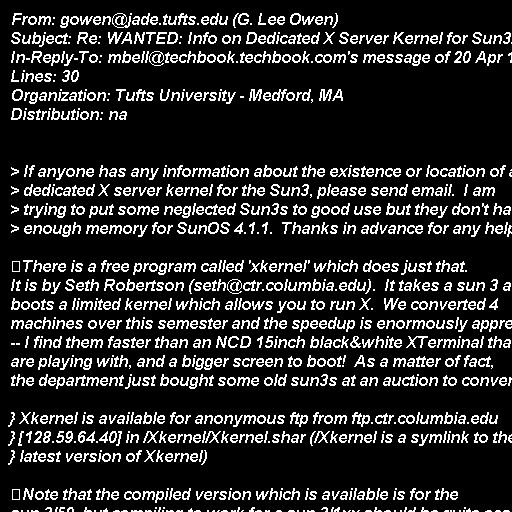 From: gowen@jade.tufts.edu (G. Lee Owen)
Subject: Re: WANTED: Info on Dedicated X Server Kernel for Sun3
In-Reply-To: mbell@techbook.techbook.com's message of 20 Apr
Lines: 30
Organization: Tufts University - Medford, MA
Distribution: na
> If anyone has any information about the existence or location of
> dedicated X server kernel for the Sun3, please send email.  I am
> trying to put some neglected Sun3s to good use but they don't ha
> enough memory for SunOS 4.1.1.  Thanks in advance for any help
There is a free program called 'xkernel' which does just that.
It is by Seth Robertson (seth@ctr.columbia.edu).  It takes a sun 3 a
boots a limited kernel which allows you to run X.  We converted 4
machines over this semester and the speedup is enormously appre
-- I find them faster than an NCD 15inch black&white XTerminal tha
are playing with, and a bigger screen to boot!  As a matter of fact,
the department just bought some old sun3s at an auction to conver
} Xkernel is available for anonymous ftp from ftp.ctr.columbia.edu
} [128.59.64.40] in /Xkernel/Xkernel.shar (/Xkernel is a symlink to the
} latest version of Xkernel)
Note that the compiled version which is available is for the